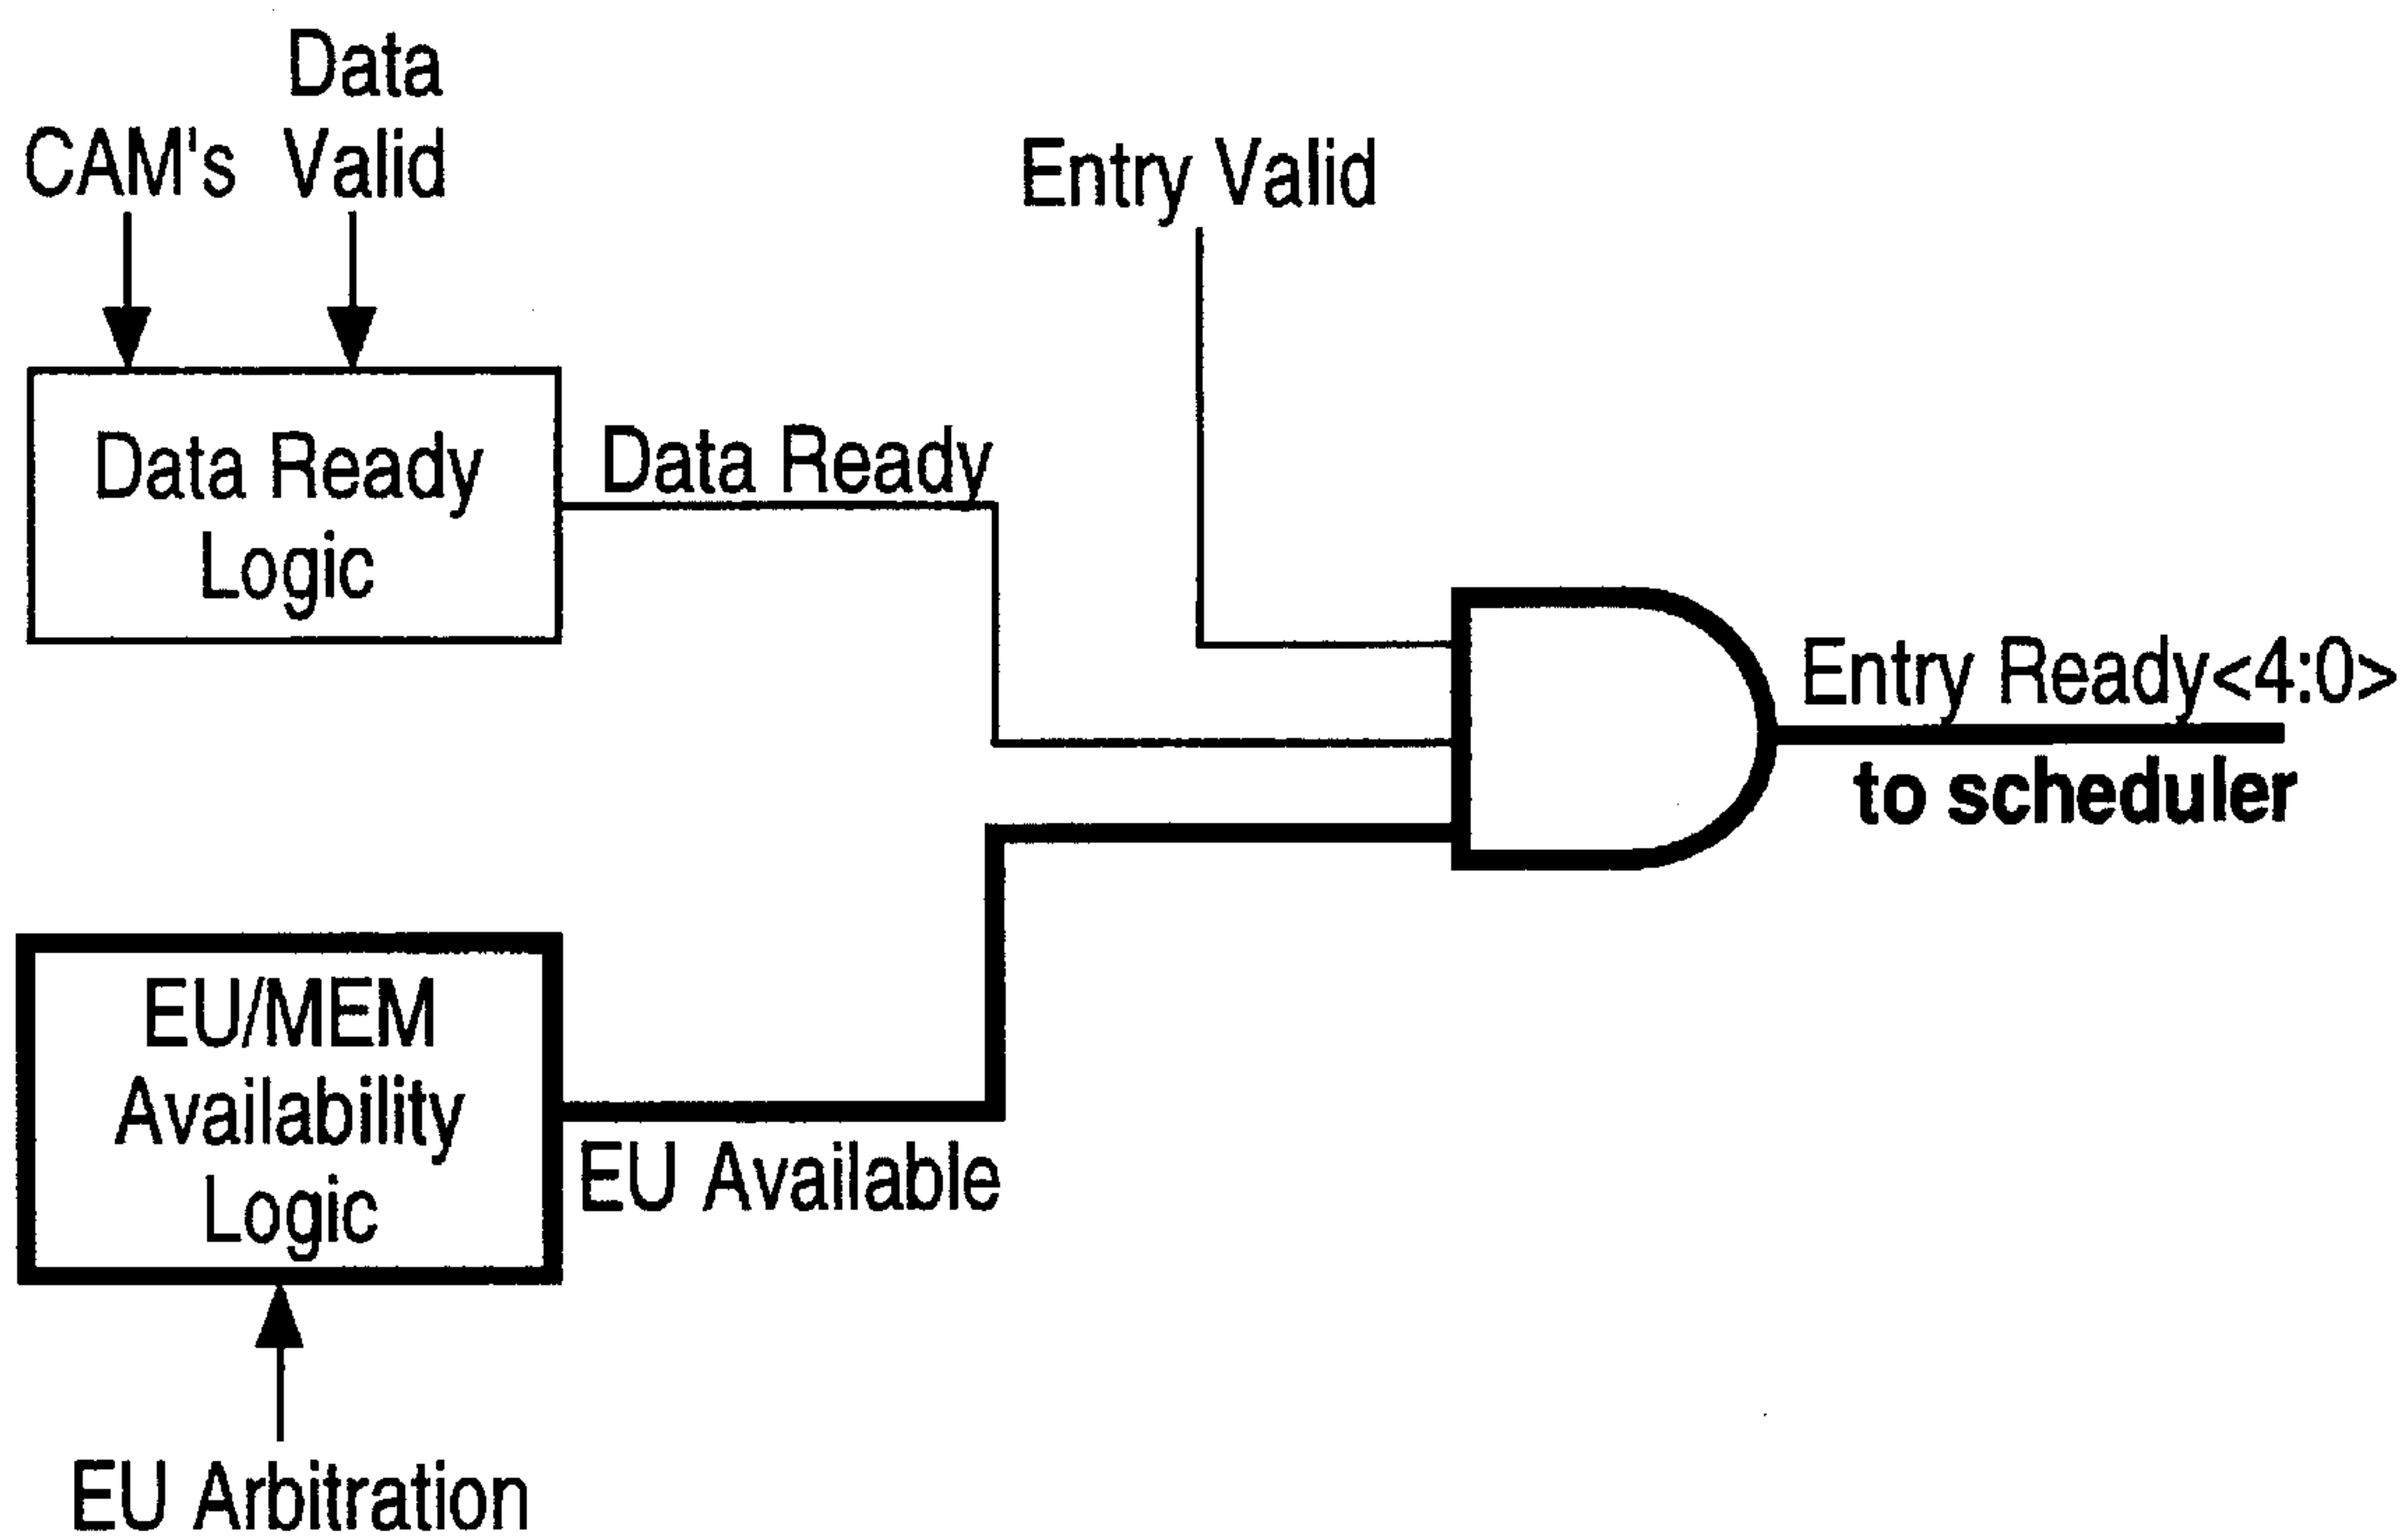 Data
CAM's Valid
Entry Valid
Data Ready
Logic
Data Ready
Entry Ready<4:0>
to scheduler
EU/MEM
Availability
Logic
EU Available
EU Arbitration